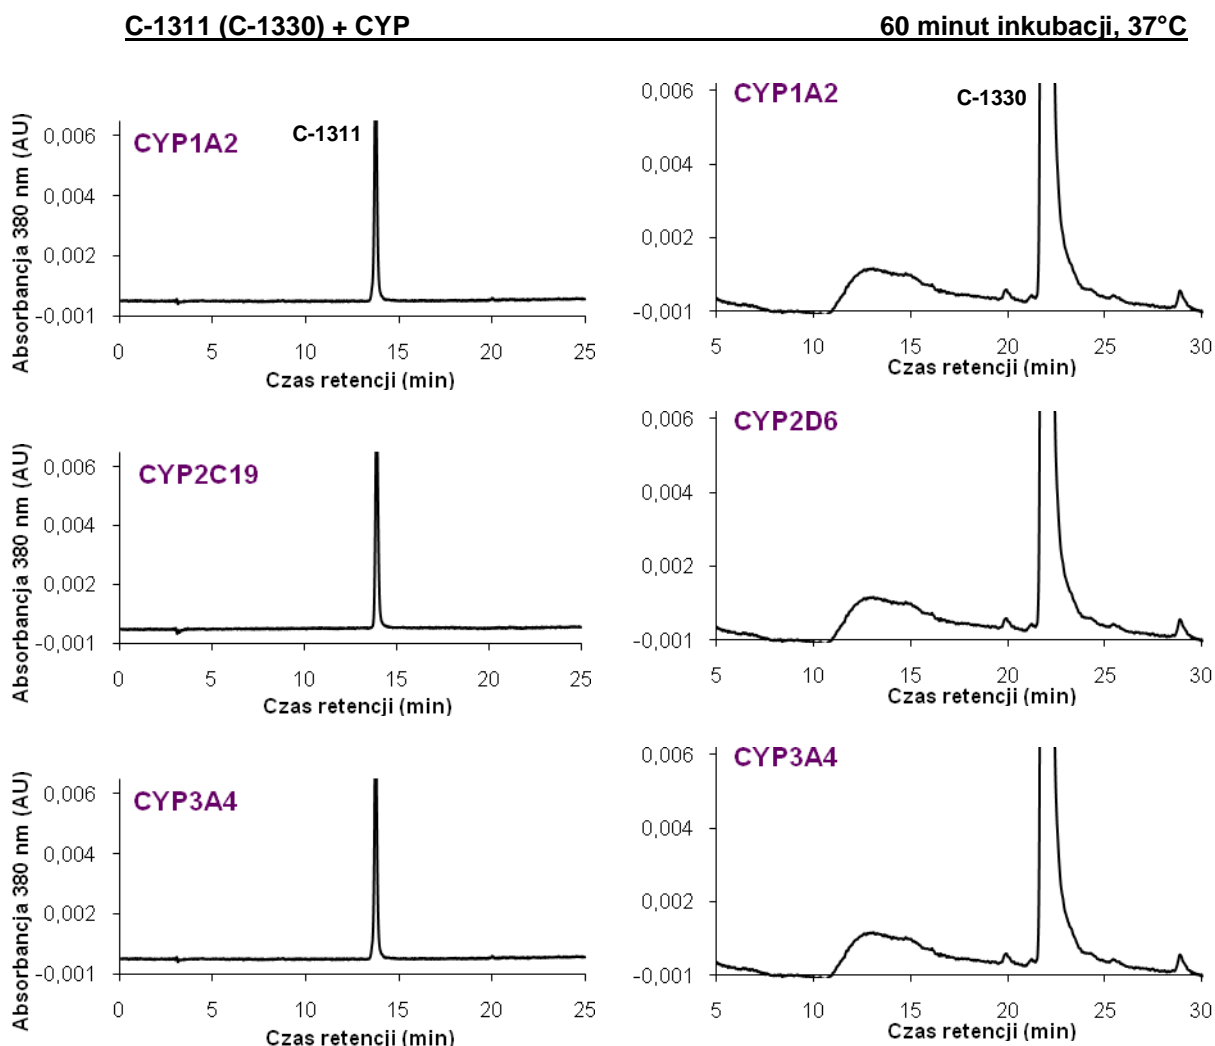 C-1311 (C-1330) + CYP 60 minut inkubacji, 37°C
Absorbancja 380 nm (AU)
0,006
0,004
0,002
-0,001
CYP1A2
C-1311
0 5 10 15 20 25
Czas retencji (min)
0,006
0,004
0,002
-0,001
CYP1A2
C-1330
5 10 15 20 25 30
Czas retencji (min)
Absorbancja 380 nm (AU)
0,006
0,004
0,002
-0,001
CYP2C19
0 5 10 15 20 25
Czas retencji (min)
0,006
0,004
0,002
-0,001
CYP2D6
5 10 15 20 25 30
Czas retencji (min)
Absorbancja 380 nm (AU)
0,006
0,004
0,002
-0,001
CYP3A4
0 5 10 15 20 25
Czas retencji (min)
0,006
0,004
0,002
-0,001
CYP3A4
5 10 15 20 25 30
Czas retencji (min)